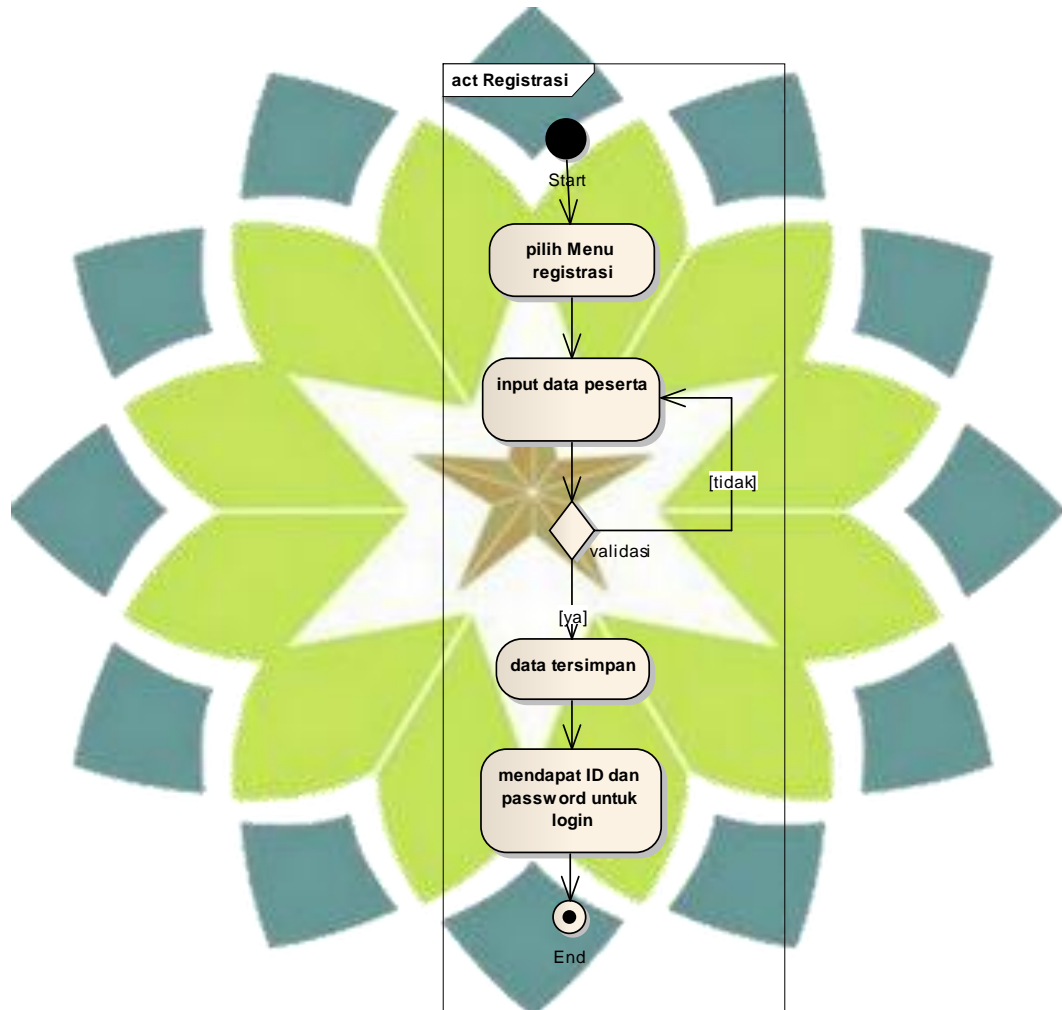 act Registrasi
Start
pilih Menu
registrasi
input data peserta
[tidak]
validasi
[ya]
data tersimpan
mendapat ID dan
password untuk
login
End